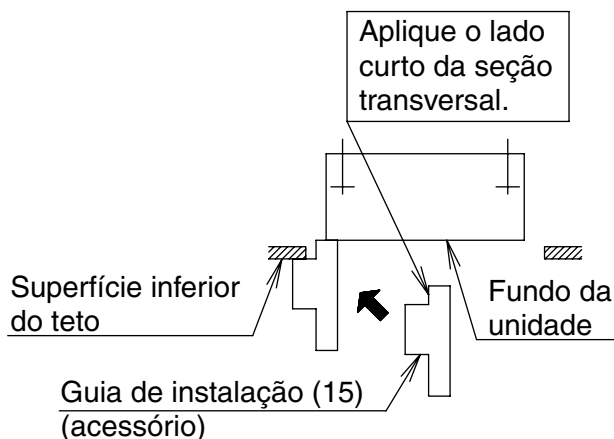 Aplique o lado
curto da seção
transversal.
Superfície inferior
do teto
Fundo da
unidade
Guia de instalação (15)
(acessório)